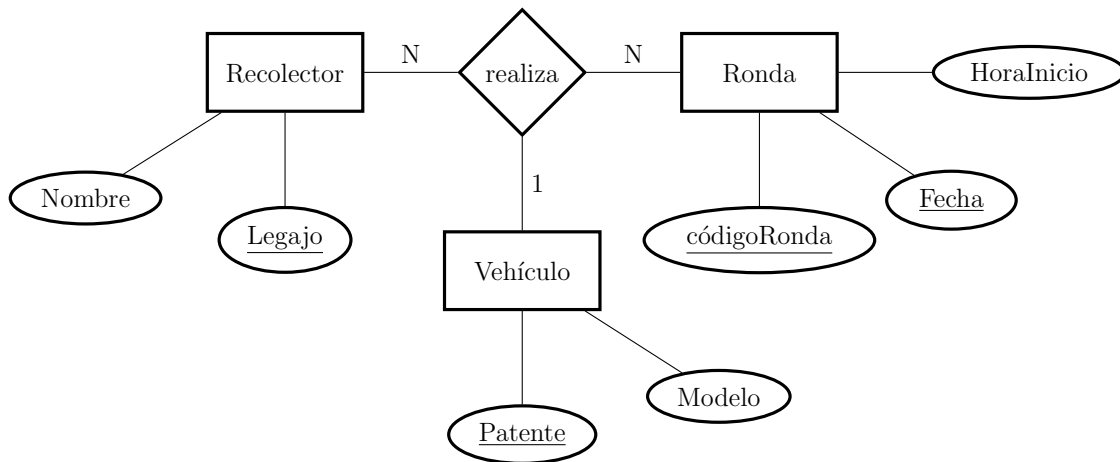 N
N
Recolector
realiza
Ronda
HoraInicio
1
Nombre
Fecha
Legajo
códigoRonda
Vehículo
Modelo
Patente